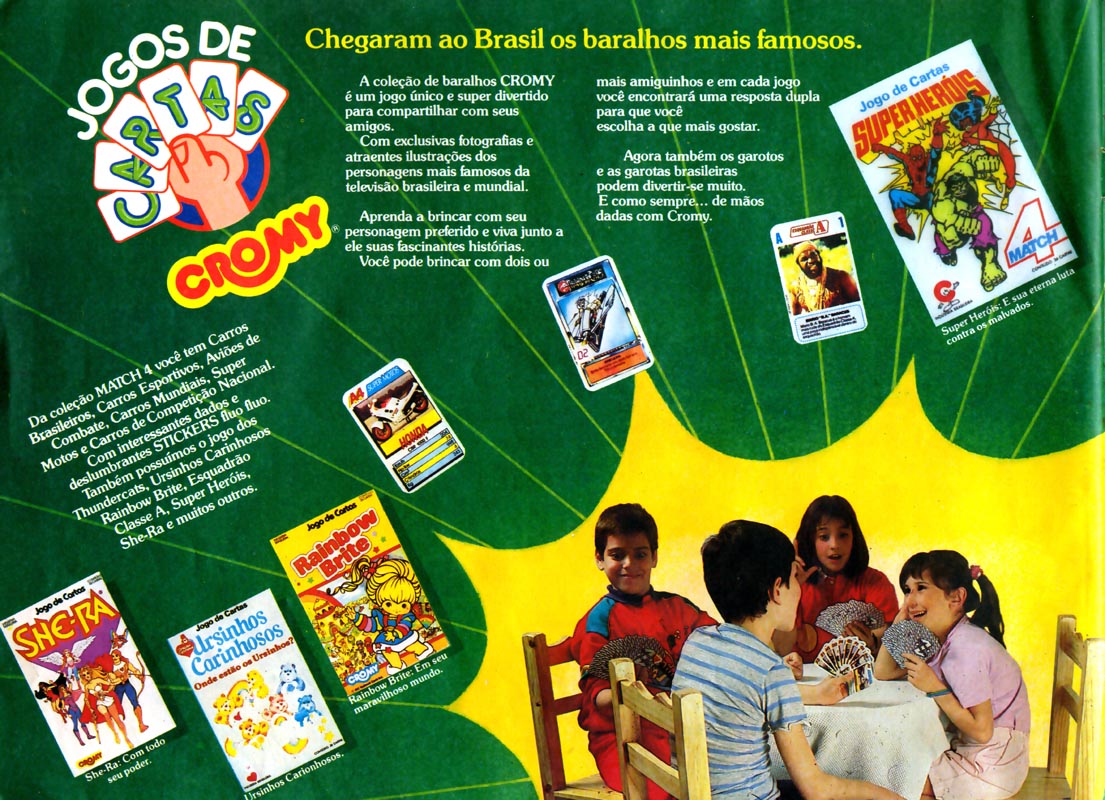 JOGOS DE
CARTAS
CROMY®
Chegaram ao Brasil os baralhos mais famosos.
A coleção de baralhos CROMY
é um jogo único e super divertido
para compartilhar com seus
amigos.
Com exclusivas fotografias e
atraentes ilustrações dos
personagens mais famosos da
televisão brasileira e mundial.
Aprenda a brincar com seu
personagem preferido e viva junto a
ele suas fascinantes histórias.
Você pode brincar com dois ou
mais amiguinhos e em cada jogo
você encontrará uma resposta dupla
para que você
escolha a que mais gostar.
Agora também os garotos
e as garotas brasileiras
podem divertir-se muito.
E como sempre... de mãos
dadas com Cromy.
Jogo de Cartas
SUPER HERÓIS
4
MATCH
Super Heróis: E sua eterna luta
contra os malvados.
A
A
1
D2
A4
SUPER MOTOS
HONDA
Da coleção MATCH 4 você tem Carros
Brasileiros, Carros Esportivos, Aviões de
Combate, Carros Mundiais, Super
Motos e Carros de Competição Nacional.
Com interessantes dados e
deslumbrantes STICKERS fluo fluo.
Também possuímos o jogo dos
Thundercats, Ursinhos Carinhosos
Rainbow Brite, Esquadrão
Classe A, Super Heróis,
She-Ra e muitos outros.
Jogo de Cartas
Rainbow
Brite
CROMY
Rainbow Brite: Em seu
maravilhoso mundo.
Jogo de Cartas
Ursinhos
Carinhosos
Onde estão os Ursinhos?
Ursinhos Carionhosos.
Jogo de Cartas
SHE-RA
CROMY
She-Ra: Com todo
seu poder.